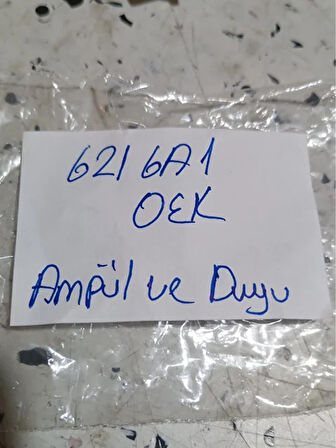 6216A1
OEK
Ampül ve Duyu